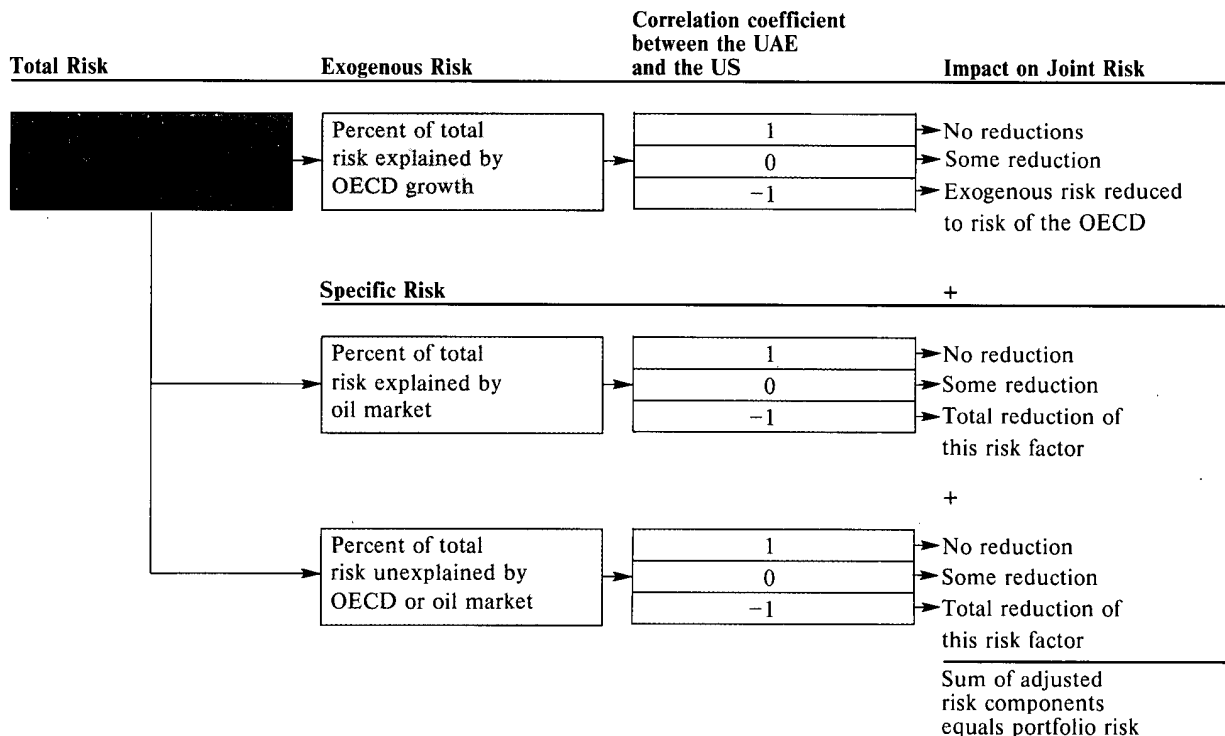 Correlation coefficient
between the UAE
and the US
Total Risk
Exogenous Risk
Impact on Joint Risk
Percent of total
risk explained by
OECD growth
1
0
−1
No reductions
Some reduction
Exogenous risk reduced
to risk of the OECD
+
Specific Risk
Percent of total
risk explained by
oil market
1
0
−1
No reduction
Some reduction
Total reduction of
this risk factor
+
Percent of total
risk unexplained by
OECD or oil market
1
0
−1
No reduction
Some reduction
Total reduction of
this risk factor
Sum of adjusted
risk components
equals portfolio risk